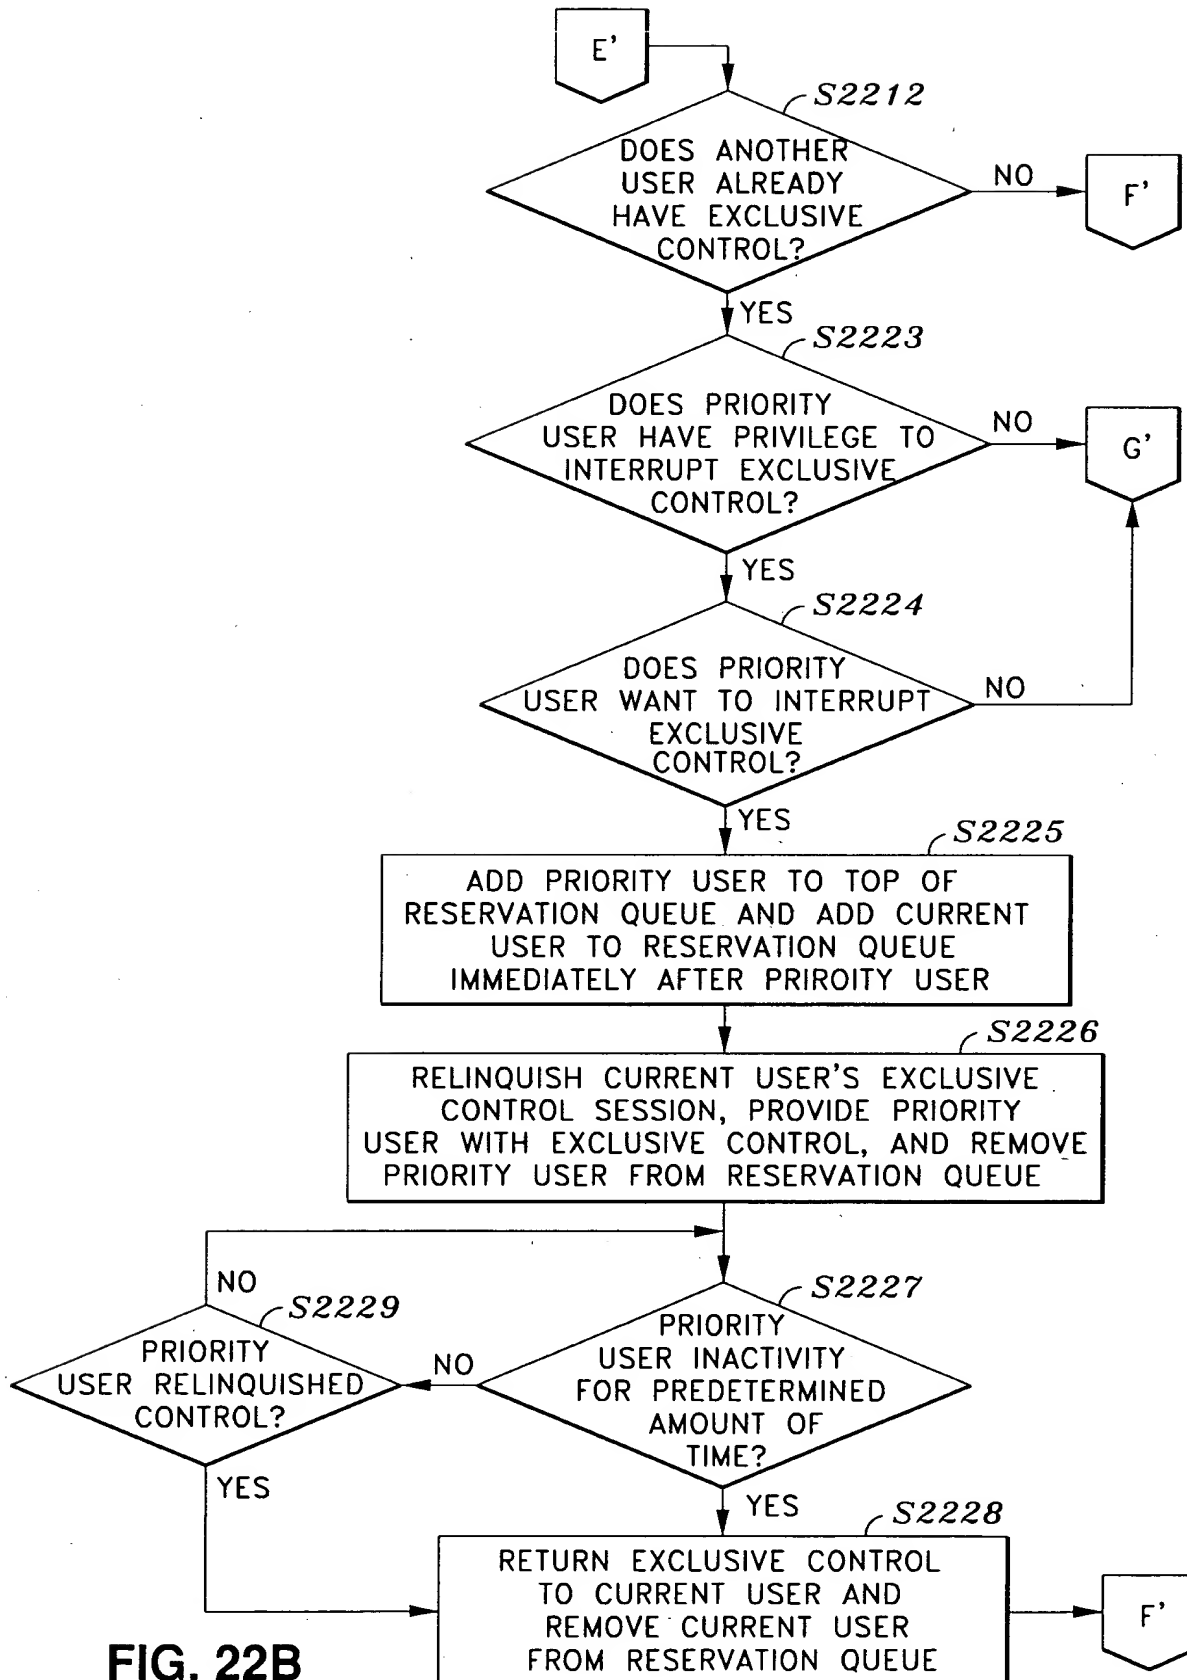 E'
S2212
DOES ANOTHER
USER ALREADY
HAVE EXCLUSIVE
CONTROL?
NO
F'
YES
S2223
DOES PRIORITY
USER HAVE PRIVILEGE TO
INTERRUPT EXCLUSIVE
CONTROL?
NO
G'
YES
S2224
DOES PRIORITY
USER WANT TO INTERRUPT
EXCLUSIVE
CONTROL?
NO
YES
S2225
ADD PRIORITY USER TO TOP OF
RESERVATION QUEUE AND ADD CURRENT
USER TO RESERVATION QUEUE
IMMEDIATELY AFTER PRIROITY USER
S2226
RELINQUISH CURRENT USER'S EXCLUSIVE
CONTROL SESSION, PROVIDE PRIORITY
USER WITH EXCLUSIVE CONTROL, AND REMOVE
PRIORITY USER FROM RESERVATION QUEUE
NO
S2229
PRIORITY
USER RELINQUISHED
CONTROL?
NO
S2227
PRIORITY
USER INACTIVITY
FOR PREDETERMINED
AMOUNT OF
TIME?
YES
YES
S2228
RETURN EXCLUSIVE CONTROL
TO CURRENT USER AND
REMOVE CURRENT USER
FROM RESERVATION QUEUE
F'
FIG. 22B